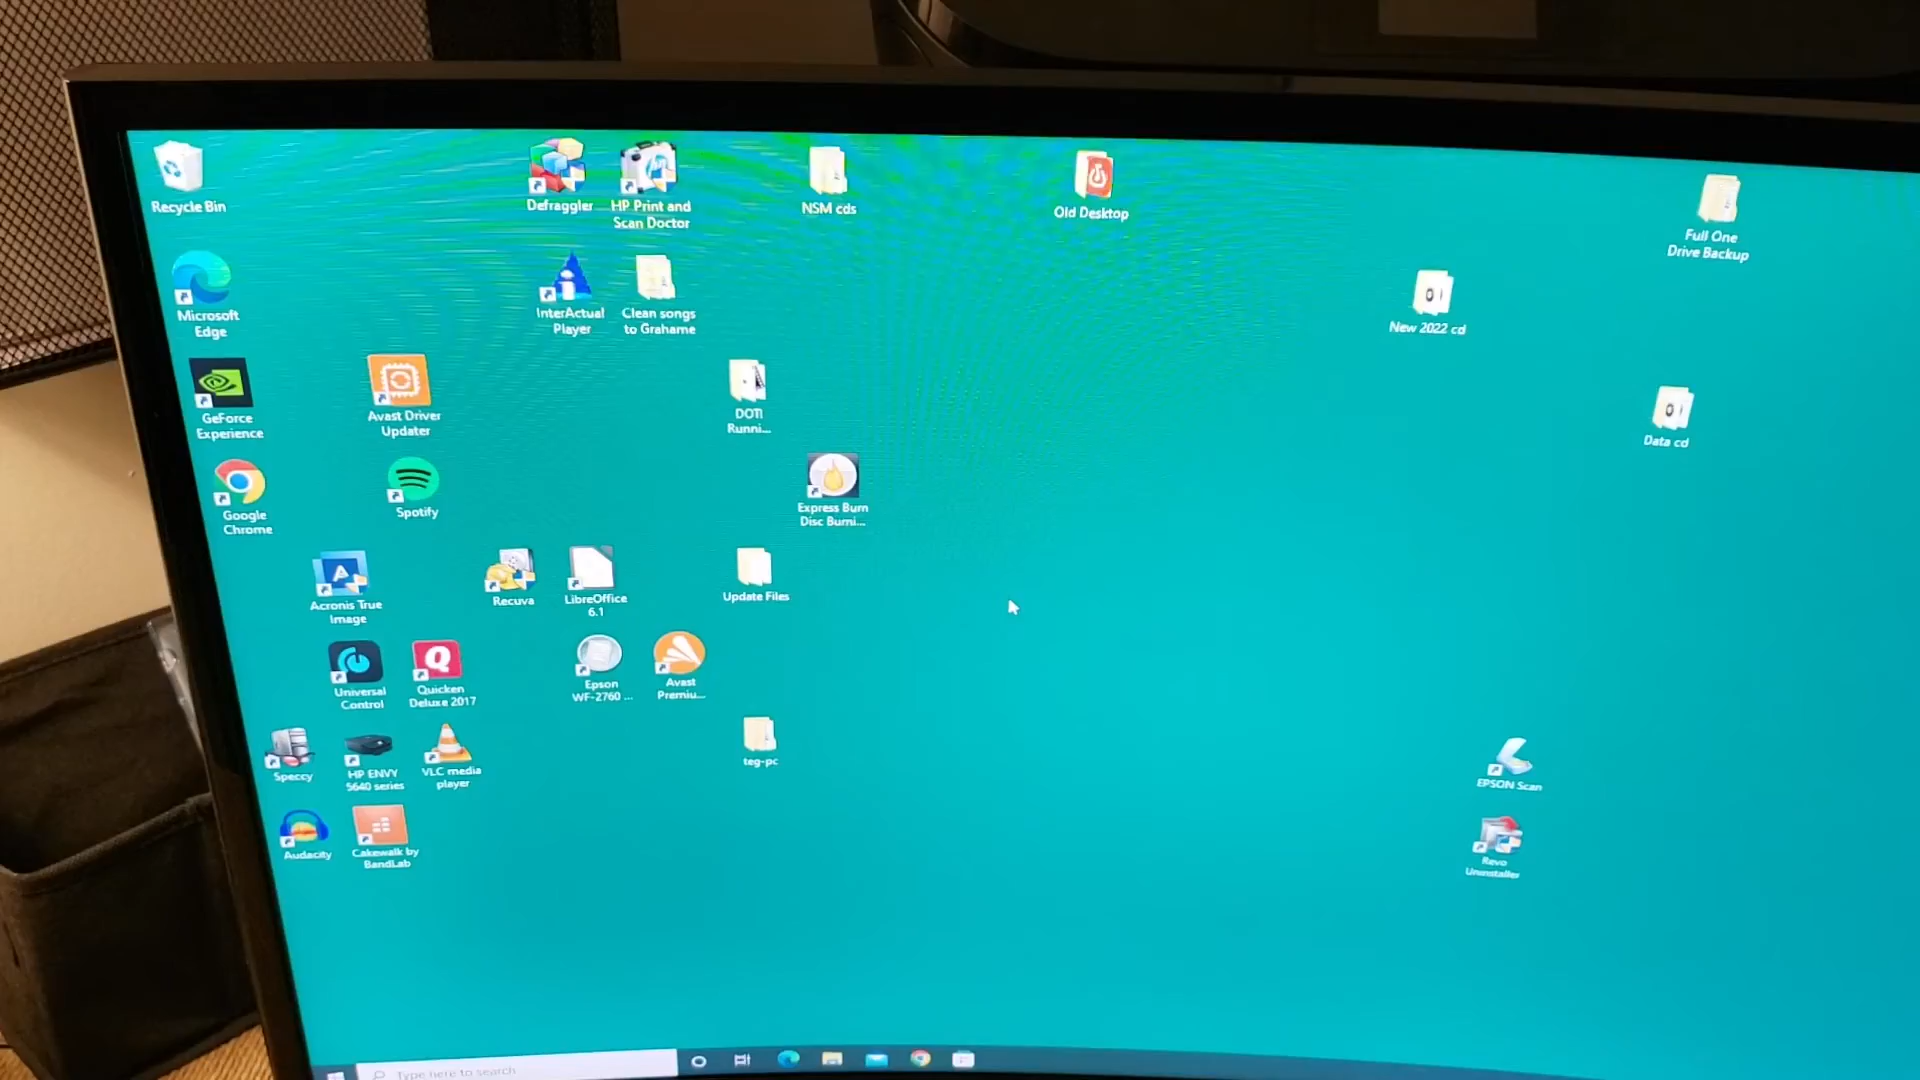 Recycle Bin
Defraggler
HP Print and
Scan Doctor
NSM cds
Old Desktop
Full One
Drive Backup
Microsoft
Edge
InterActual
Player
Clean songs
to Grahame
New 2022 cd
GeForce
Experience
Avast Driver
Updater
DOTI
Runni...
Data cd
Google
Chrome
Spotify
Express Burn
Disc Burni...
Acronis True
Image
Recuva
LibreOffice
6.1
Update Files
Universal
Control
Quicken
Deluxe 2017
Epson
WF-2760 ...
Avast
Premiu...
Speccy
HP ENVY
5640 series
VLC media
player
teg-pc
EPSON Scan
Audacity
Cakewalk by
BandLab
Revo
Uninstaller
Type here to search